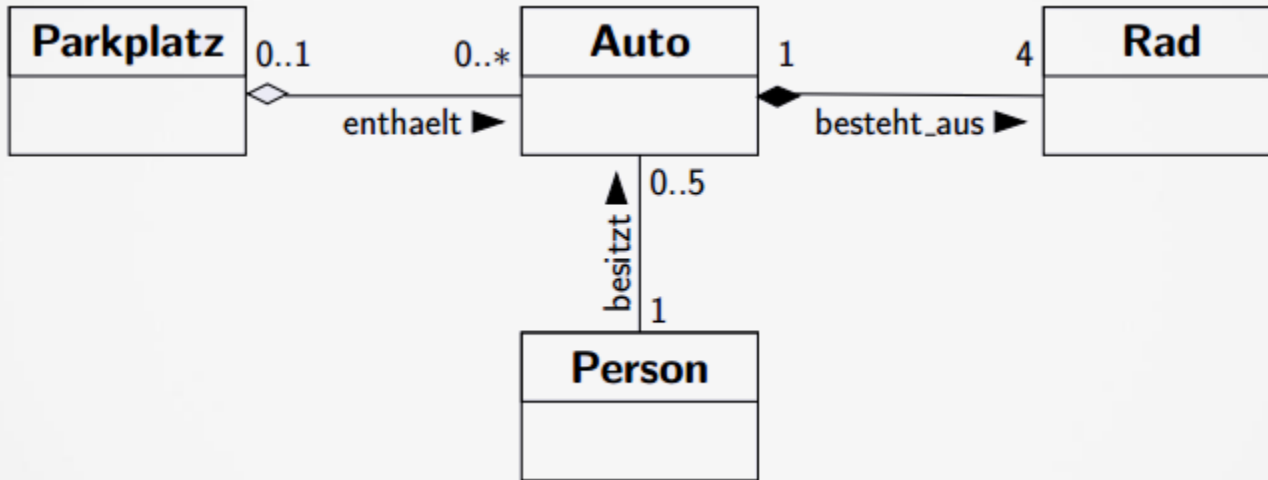 Parkplatz 0..1 0..* Auto 1 4 Rad
enthaelt ► besteht_aus ►
0..5
besitzt ►
1
Person